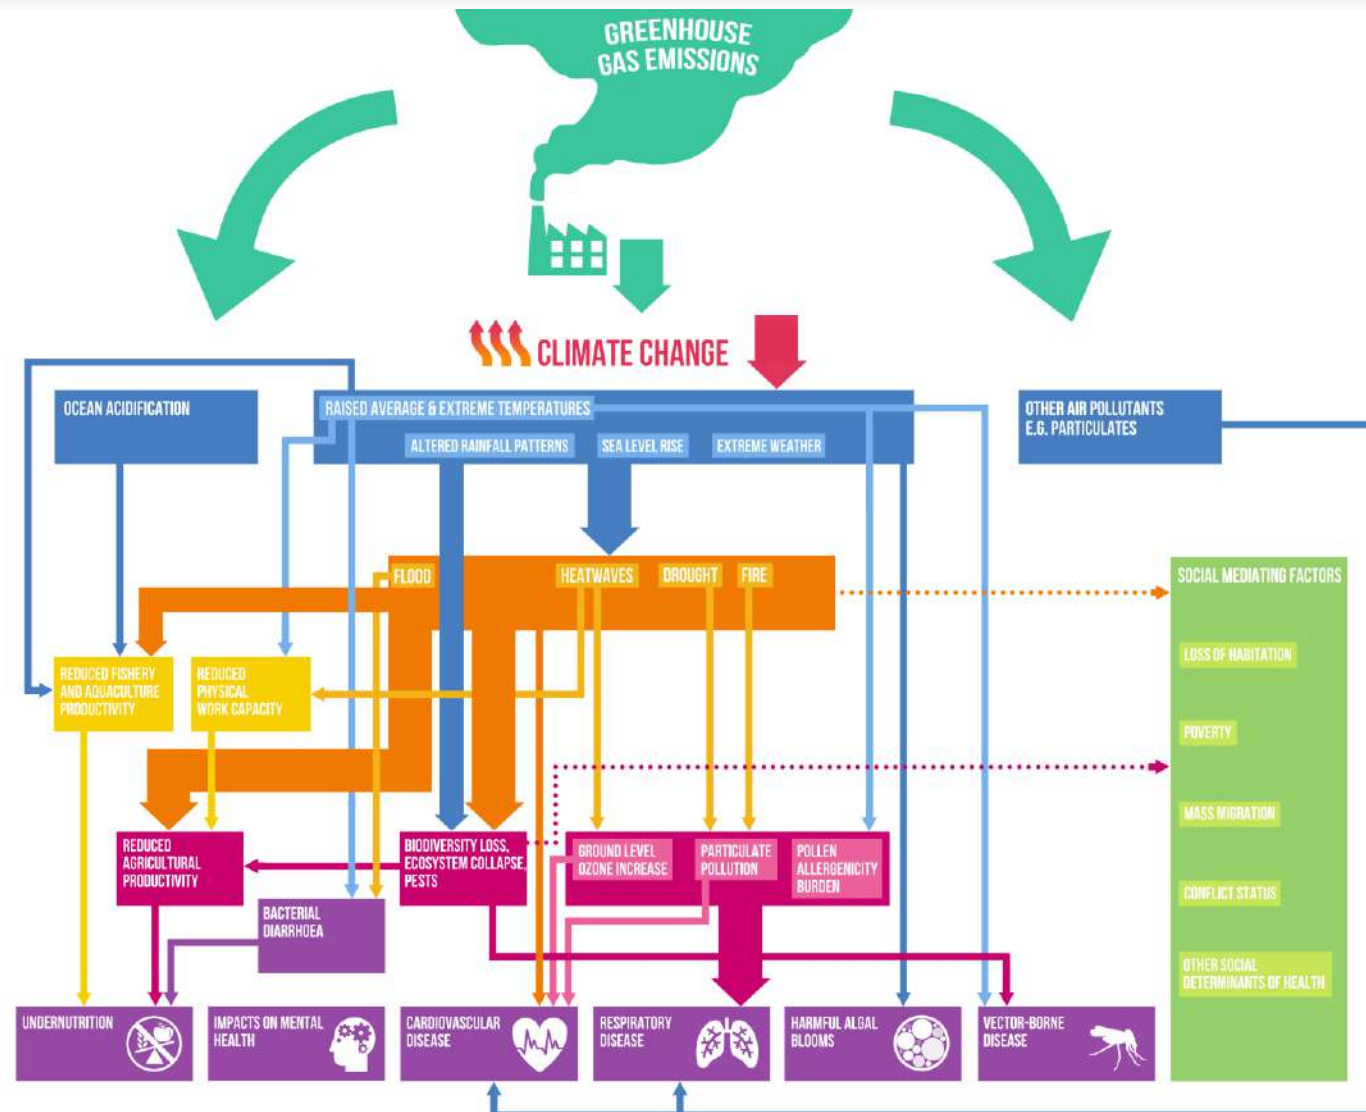 GREENHOUSE
GAS EMISSIONS
CLIMATE CHANGE
OCEAN ACIDIFICATION
RAISED AVERAGE & EXTREME TEMPERATURES
ALTERED RAINFALL PATTERNS
SEA LEVEL RISE
EXTREME WEATHER
OTHER AIR POLLUTANTS
E.G. PARTICULATES
FLOOD
HEATWAVES
DROUGHT
FIRE
SOCIAL MEDIATING FACTORS
LOSS OF HABITATION
POVERTY
MASS MIGRATION
CONFLICT STATUS
OTHER SOCIAL
DETERMINANTS OF HEALTH
REDUCED FISHERY
AND AQUACULTURE
PRODUCTIVITY
REDUCED
PHYSICAL
WORK CAPACITY
REDUCED
AGRICULTURAL
PRODUCTIVITY
BIODIVERSITY LOSS,
ECOSYSTEM COLLAPSE,
PESTS
GROUND LEVEL
OZONE INCREASE
PARTICULATE
POLLUTION
POLLEN
ALLERGENICITY
BURDEN
BACTERIAL
DIARRHOEA
UNDERNUTRITION
IMPACTS ON MENTAL
HEALTH
CARDIOVASCULAR
DISEASE
RESPIRATORY
DISEASE
HARMFUL ALGAL
BLOOMS
VECTOR-BORNE
DISEASE